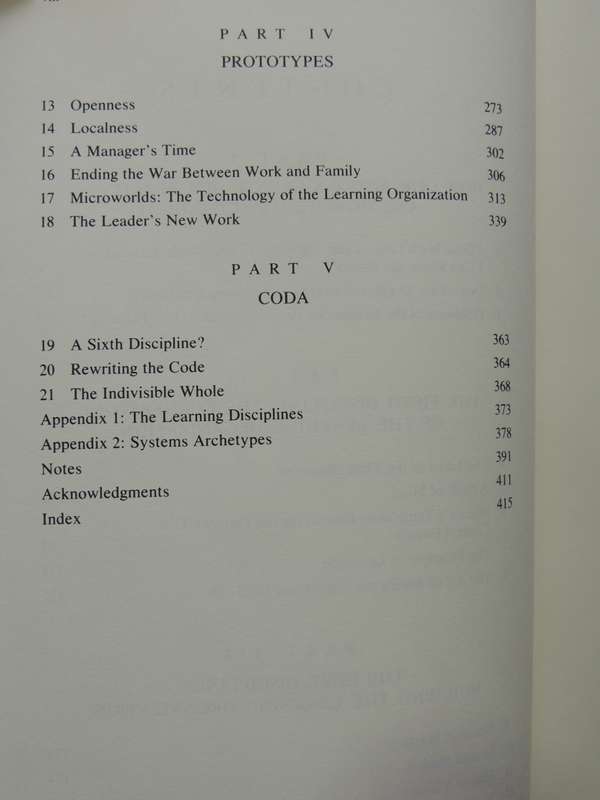 PART IV
PROTOTYPES
13 Openness 273
14 Localness 287
15 A Manager's Time 302
16 Ending the War Between Work and Family 306
17 Microworlds: The Technology of the Learning Organization 313
18 The Leader's New Work 339
PART V
CODA
19 A Sixth Discipline? 363
20 Rewriting the Code 364
21 The Indivisible Whole 368
Appendix 1: The Learning Disciplines 373
Appendix 2: Systems Archetypes 378
Notes 391
Acknowledgments 411
Index 415